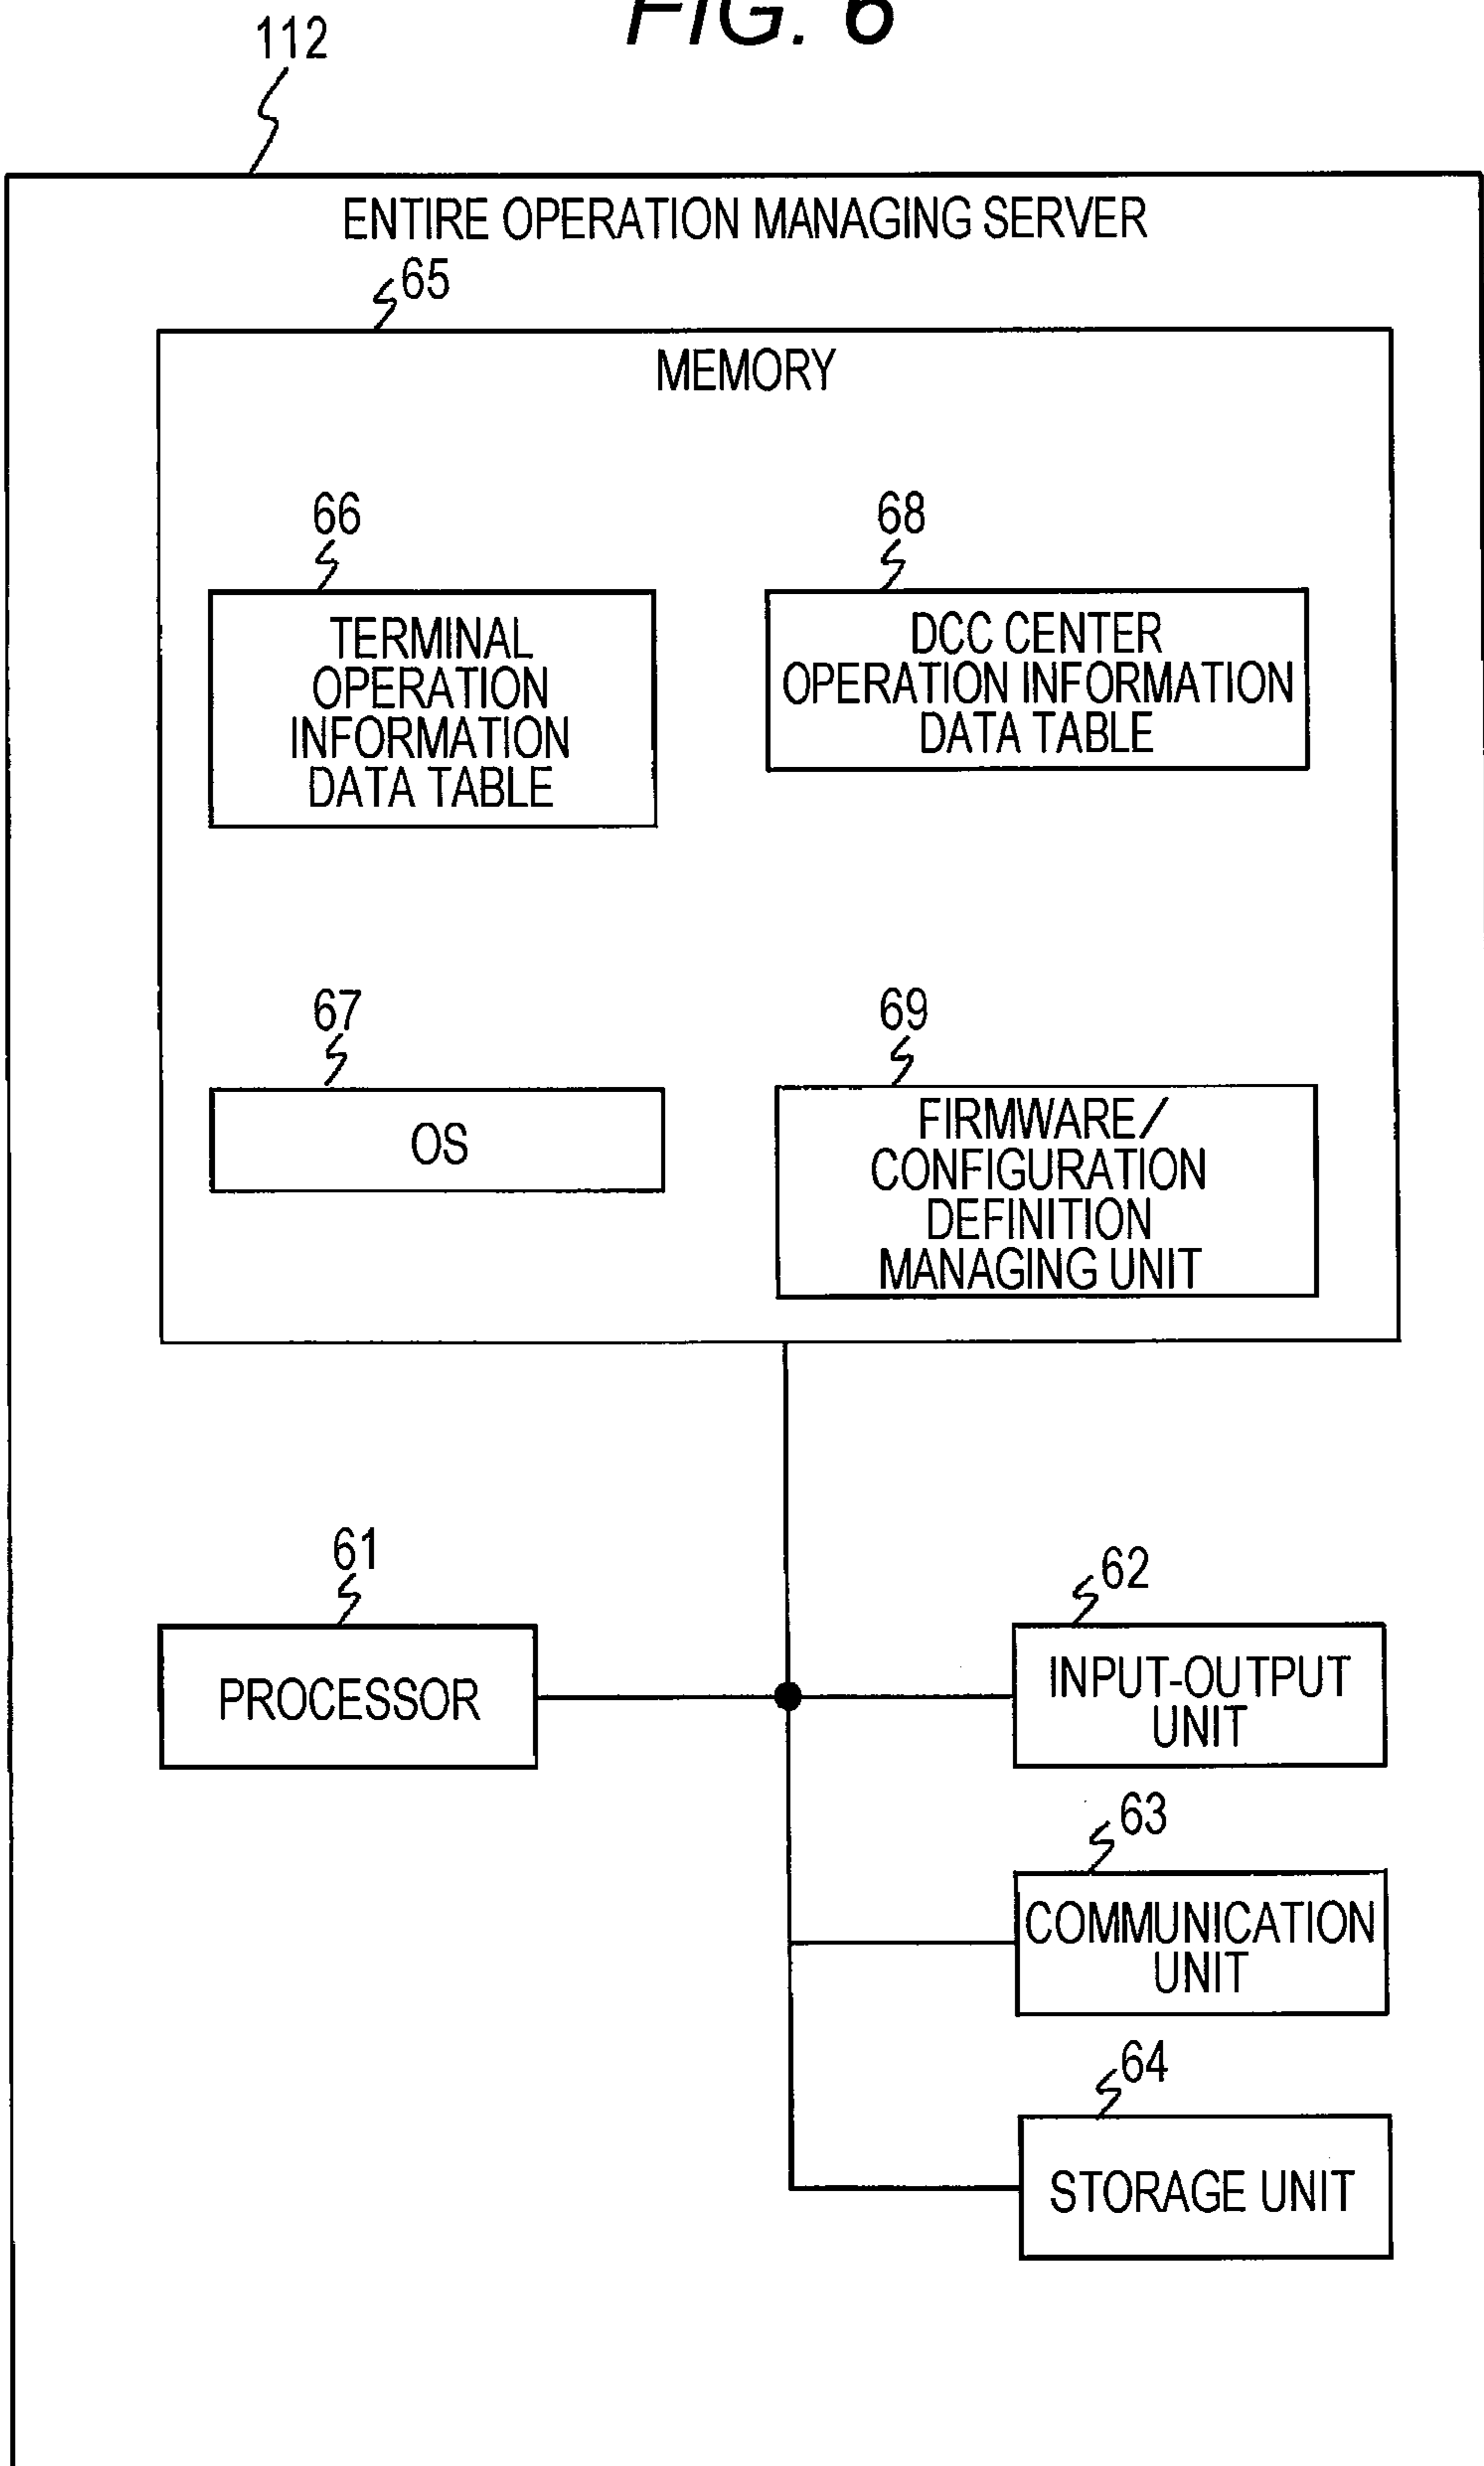 FIG. 6
112
ENTIRE OPERATION MANAGING SERVER
65
MEMORY
66
TERMINAL
OPERATION
INFORMATION
DATA TABLE
68
DCC CENTER
OPERATION INFORMATION
DATA TABLE
67
OS
69
FIRMWARE/
CONFIGURATION
DEFINITION
MANAGING UNIT
61
PROCESSOR
62
INPUT-OUTPUT
UNIT
63
COMMUNICATION
UNIT
64
STORAGE UNIT